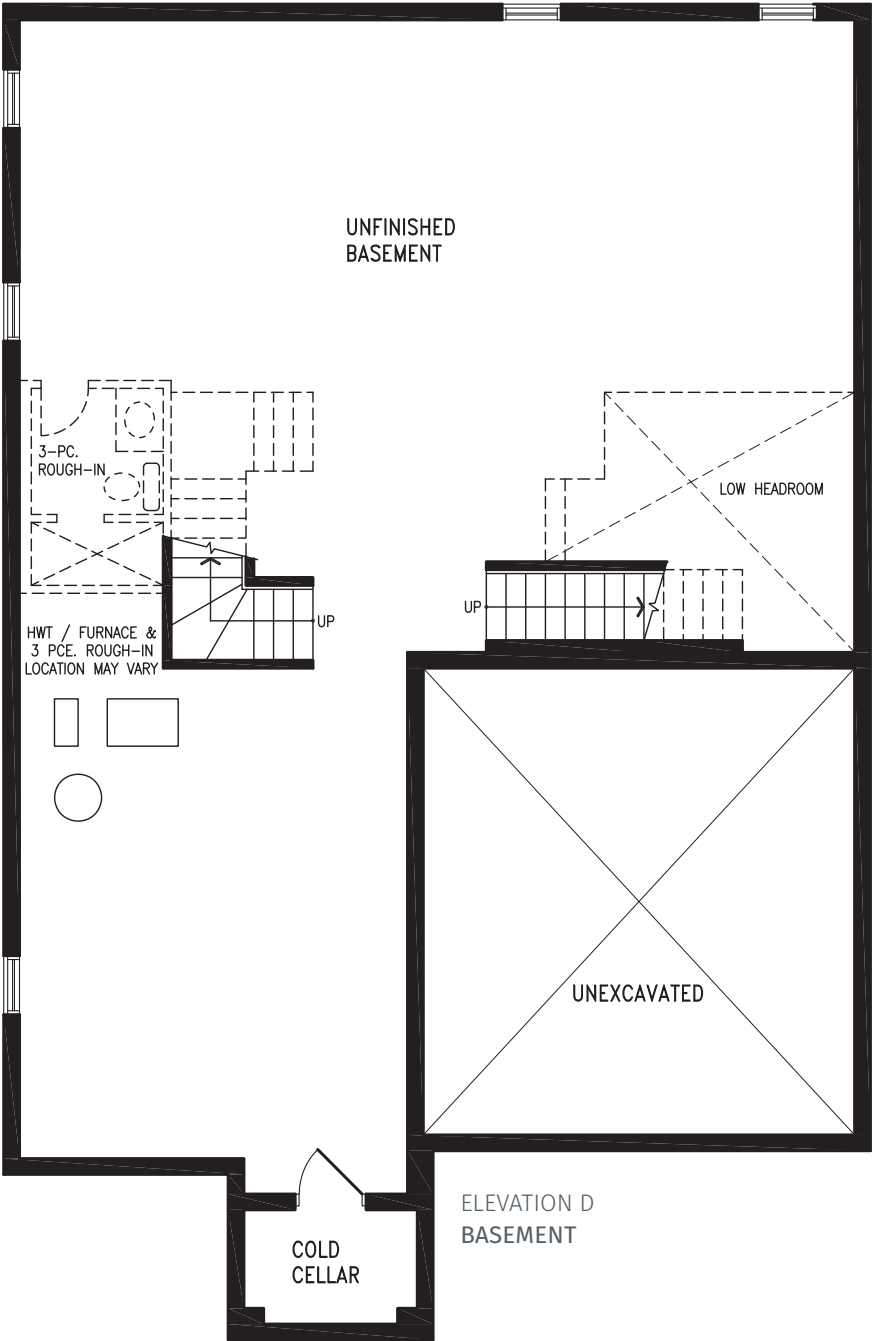 UNFINISHED
BASEMENT
3-PC.
ROUGH-IN
LOW HEADROOM
UP
UP
HWT / FURNACE &
3 PCE. ROUGH-IN
LOCATION MAY VARY
UNEXCAVATED
ELEVATION D
BASEMENT
COLD
CELLAR